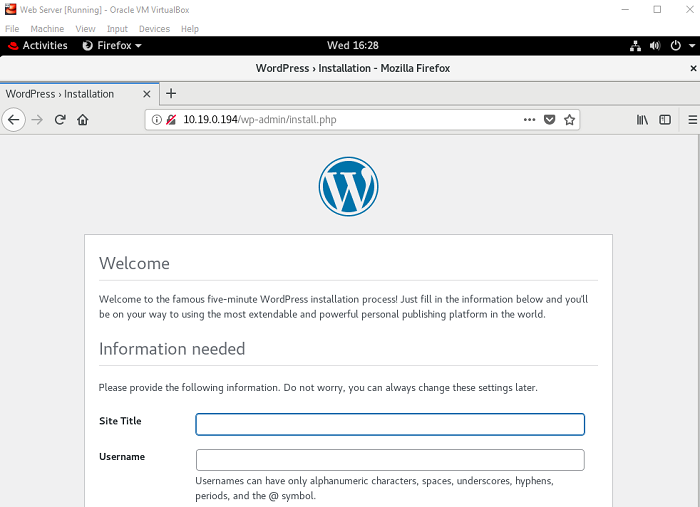 Web Server [Running] - Oracle VM VirtualBox
File Machine View Input Devices Help
Activities Firefox Wed 16:28
WordPress › Installation - Mozilla Firefox
WordPress › Installation
10.19.0.194/wp-admin/install.php
Welcome
Welcome to the famous five-minute WordPress installation process! Just fill in the information below and you'll
be on your way to using the most extendable and powerful personal publishing platform in the world.
Information needed
Please provide the following information. Do not worry, you can always change these settings later.
Site Title
Username
Usernames can have only alphanumeric characters, spaces, underscores, hyphens,
periods, and the @ symbol.